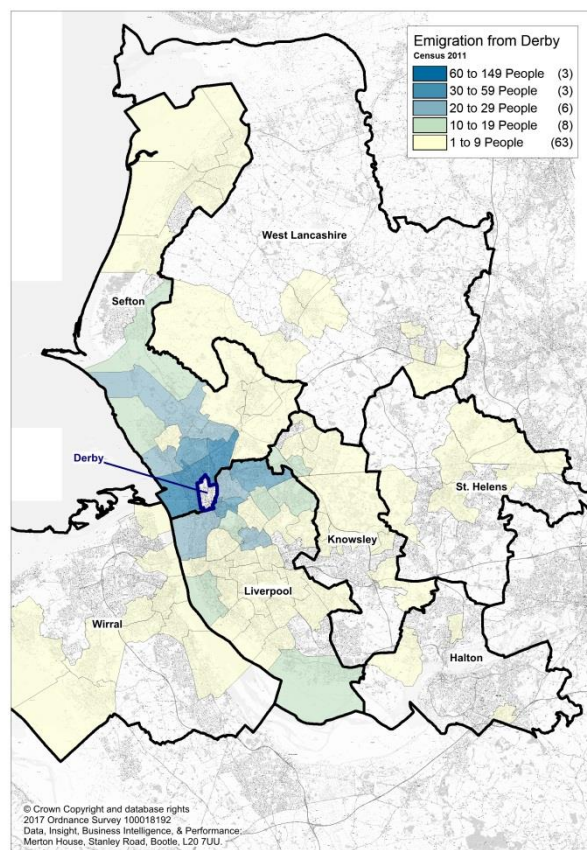 Emigration from Derby
Census 2011
60 to 149 People (3)
30 to 59 People (3)
20 to 29 People (6)
10 to 19 People (8)
1 to 9 People (63)
West Lancashire
Sefton
Derby
St. Helens
Knowsley
Liverpool
Wirral
Halton
© Crown Copyright and database rights
2017 Ordnance Survey 100018192
Data, Insight, Business Intelligence, & Performance:
Merton House, Stanley Road, Bootle, L20 7UU.